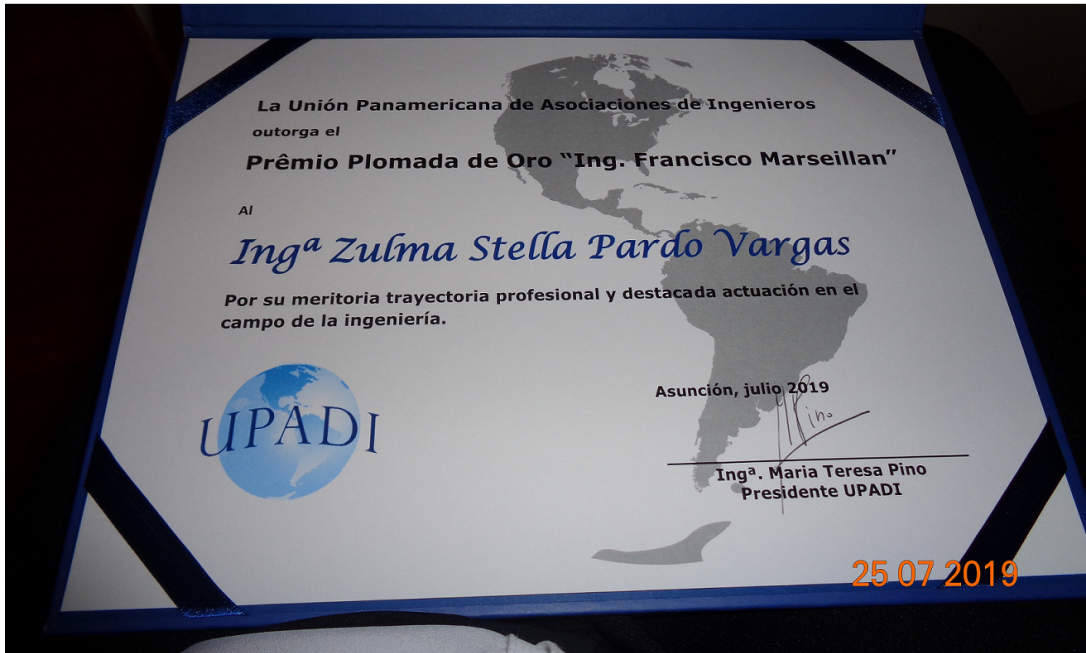 La Unión Panamericana de Asociaciones de Ingenieros
outorga el
Prêmio Plomada de Oro "Ing. Francisco Marseillan"
Al
Ingª Zulma Stella Pardo Vargas
Por su meritoria trayectoria profesional y destacada actuación en el
campo de la ingeniería.
UPADI
Asunción, julio 2019
Pino
Ingª. Maria Teresa Pino
Presidente UPADI
25 07 2019